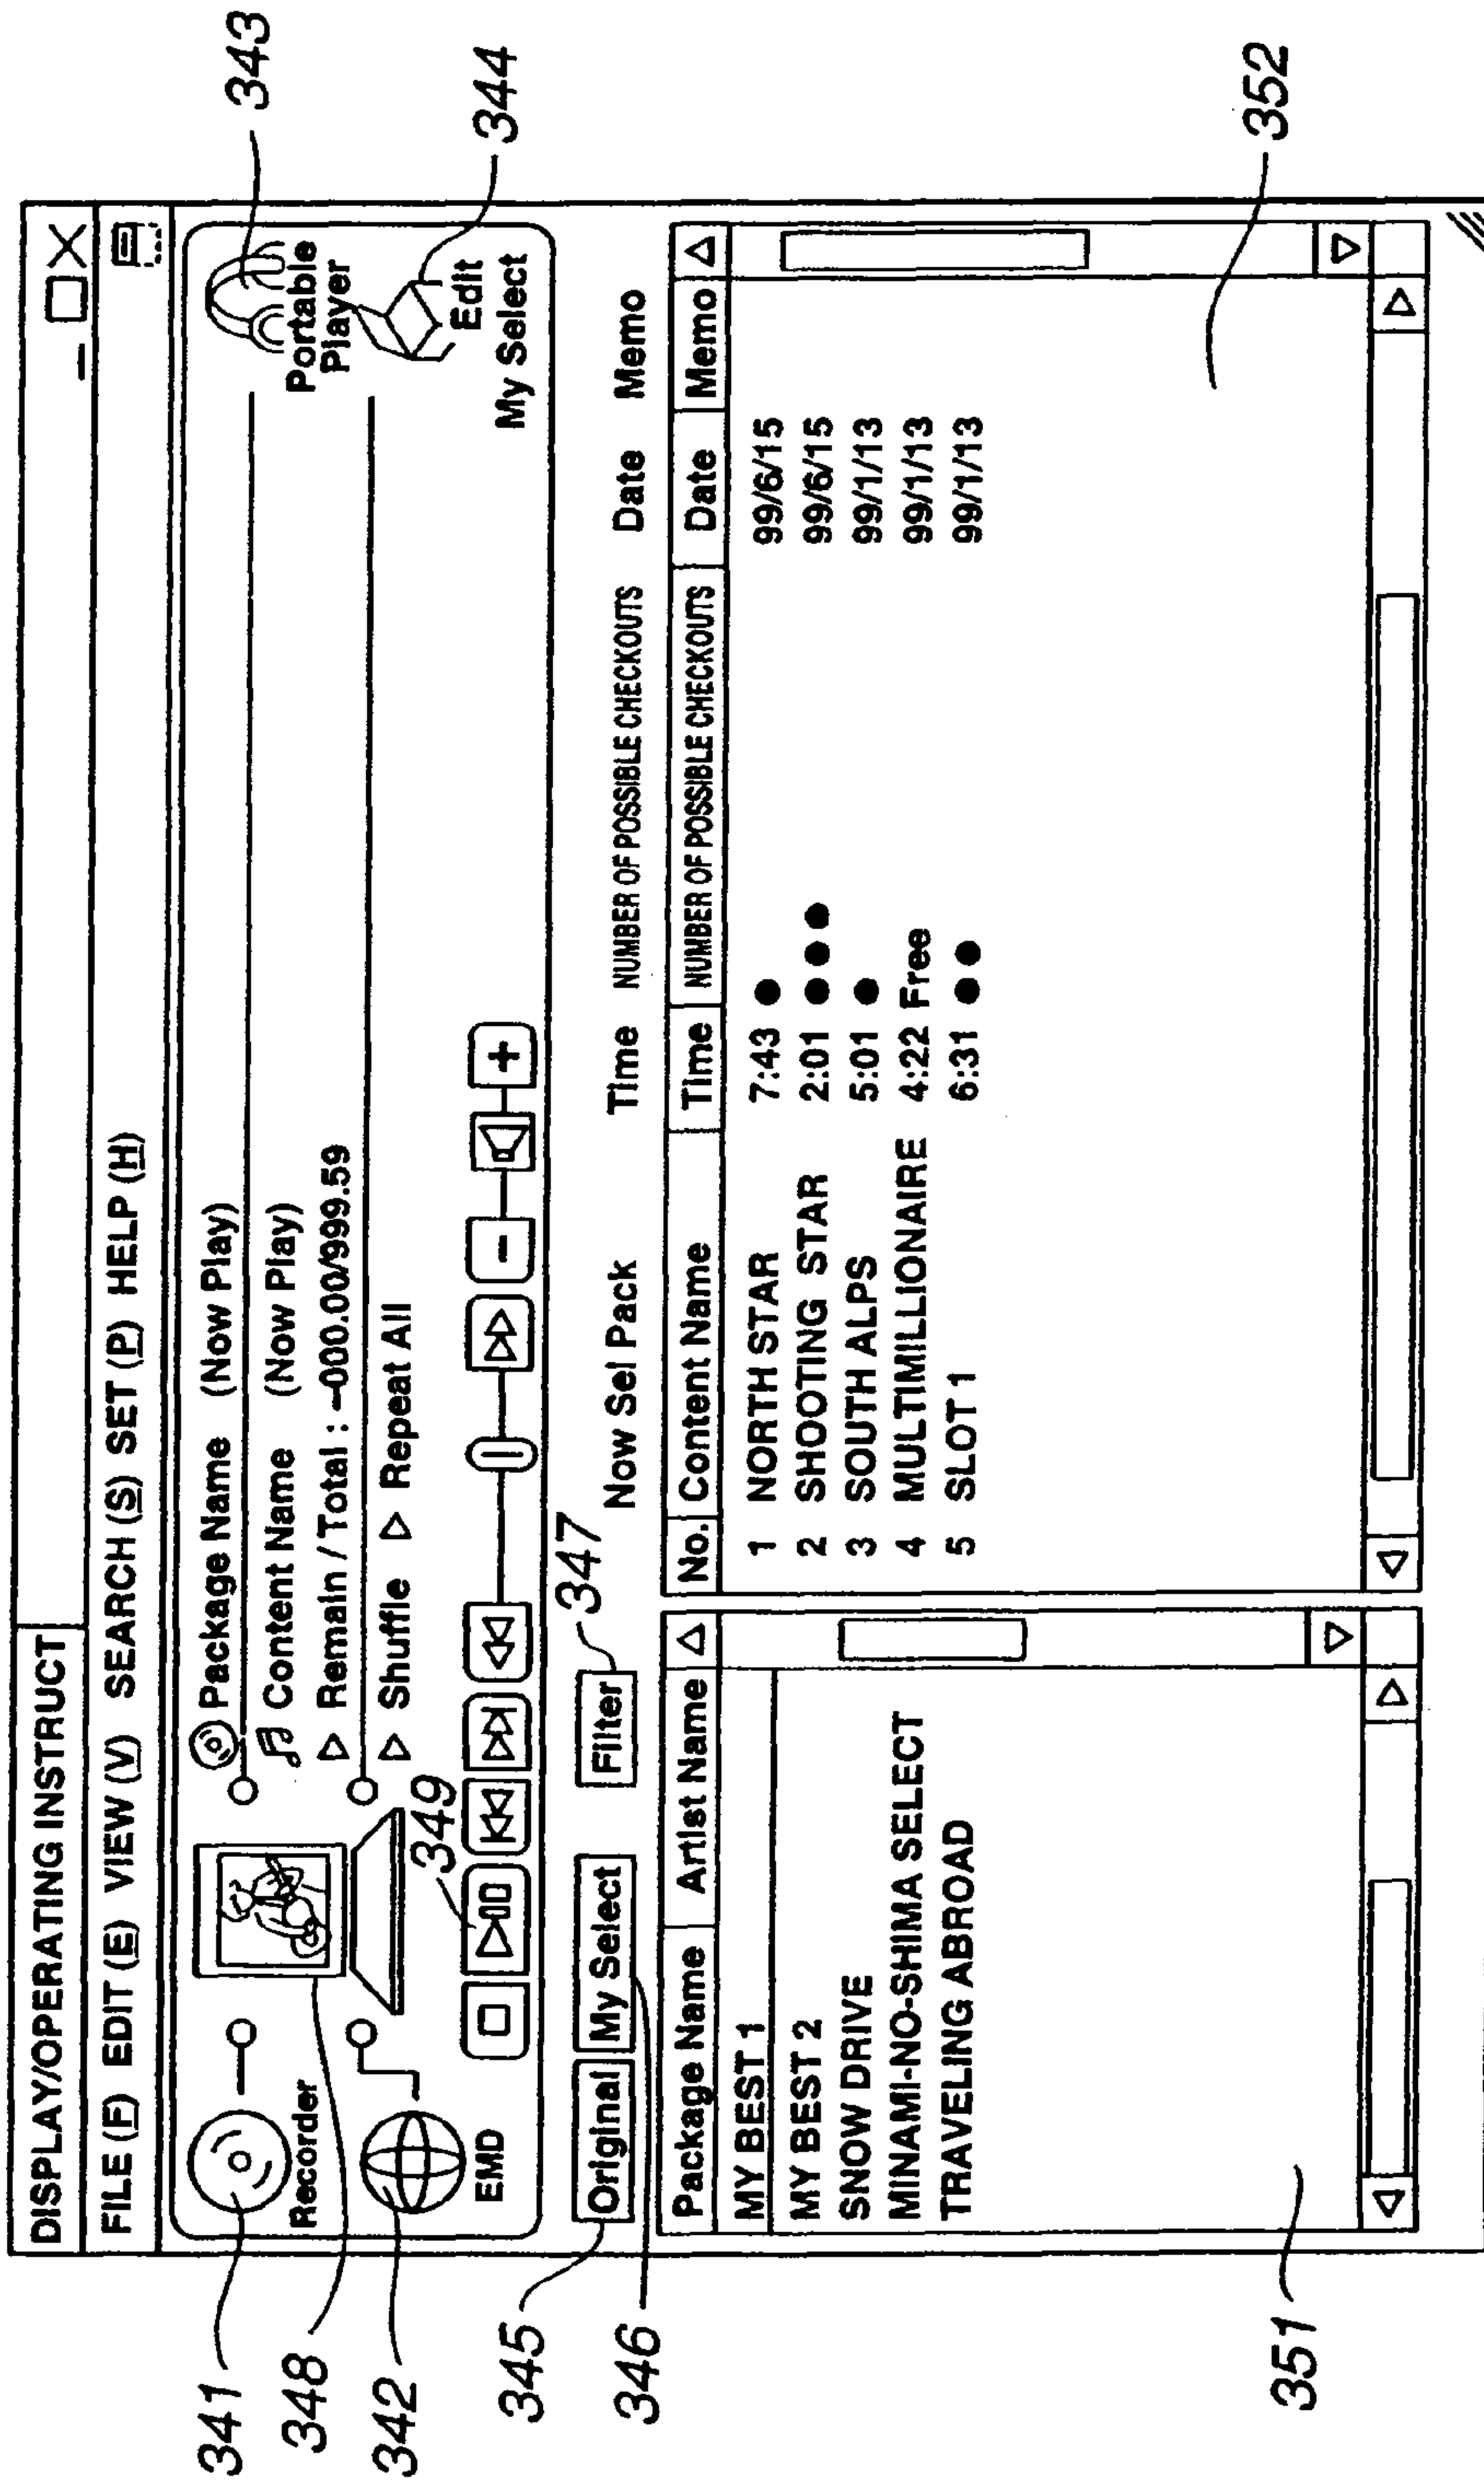 DISPLAY/OPERATING INSTRUCT
FILE (F) EDIT (E) VIEW (V) SEARCH (S) SET (P) HELP (H)
341
348
342
343
344
Recorder
EMD
Package Name (Now Play)
Content Name (Now Play)
Remain / Total : –000.00/999.59
Shuffle Repeat All
Portable
Player
Edit
My Select
349
- +
345
346
347
Original My Select Filter
Now Sel Pack Time NUMBER OF POSSIBLE CHECKOUTS Date Memo
Package Name Artist Name
MY BEST 1
MY BEST 2
SNOW DRIVE
MINAMI-NO-SHIMA SELECT
TRAVELING ABROAD
No. Content Name Time NUMBER OF POSSIBLE CHECKOUTS Date Memo
1 NORTH STAR 7:43 ● 99/6/15
2 SHOOTING STAR 2:01 ● ● ● 99/6/15
3 SOUTH ALPS 5:01 ● 99/1/13
4 MULTIMILLIONAIRE 4:22 Free 99/1/13
5 SLOT 1 6:31 ● ● 99/1/13
351
352